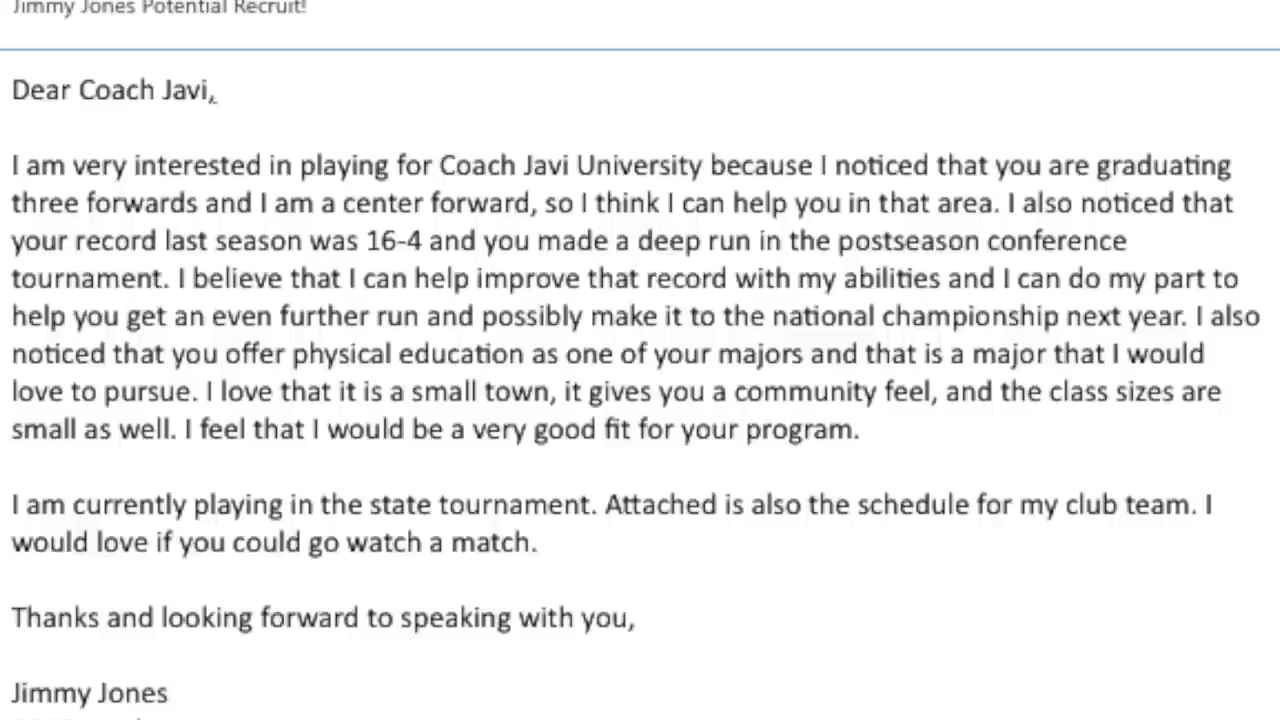 Jimmy Jones Potential Recruit!
Dear Coach Javi,
I am very interested in playing for Coach Javi University because I noticed that you are graduating
three forwards and I am a center forward, so I think I can help you in that area. I also noticed that
your record last season was 16-4 and you made a deep run in the postseason conference
tournament. I believe that I can help improve that record with my abilities and I can do my part to
help you get an even further run and possibly make it to the national championship next year. I also
noticed that you offer physical education as one of your majors and that is a major that I would
love to pursue. I love that it is a small town, it gives you a community feel, and the class sizes are
small as well. I feel that I would be a very good fit for your program.
I am currently playing in the state tournament. Attached is also the schedule for my club team. I
would love if you could go watch a match.
Thanks and looking forward to speaking with you,
Jimmy Jones